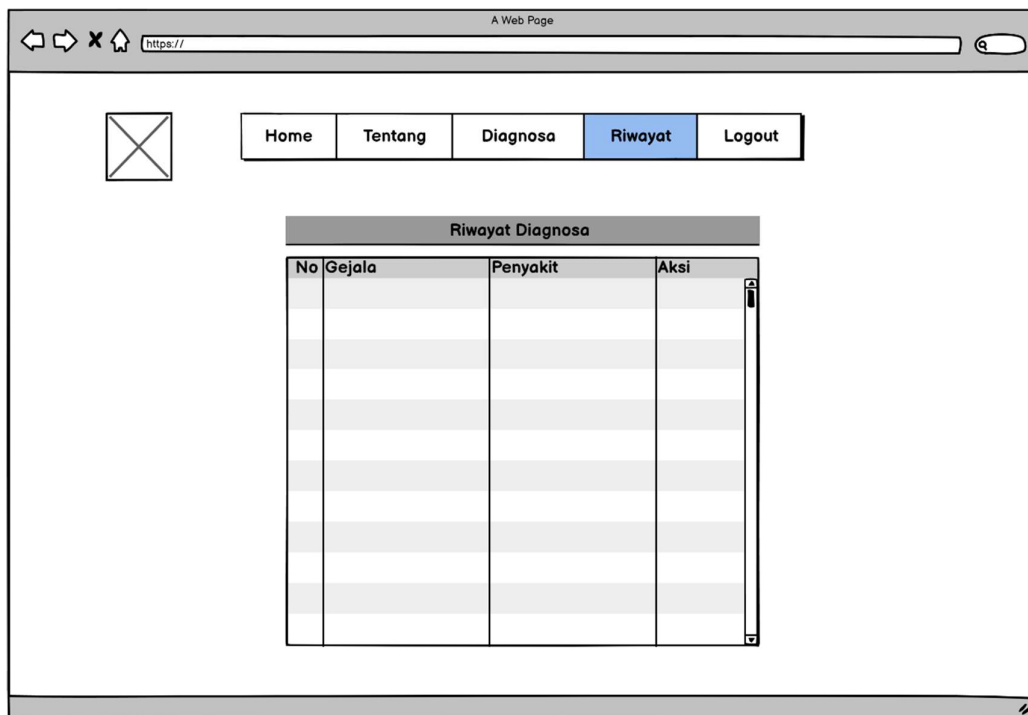 A Web Page
https://
Home Tentang Diagnosa Riwayat Logout
Riwayat Diagnosa
No Gejala Penyakit Aksi